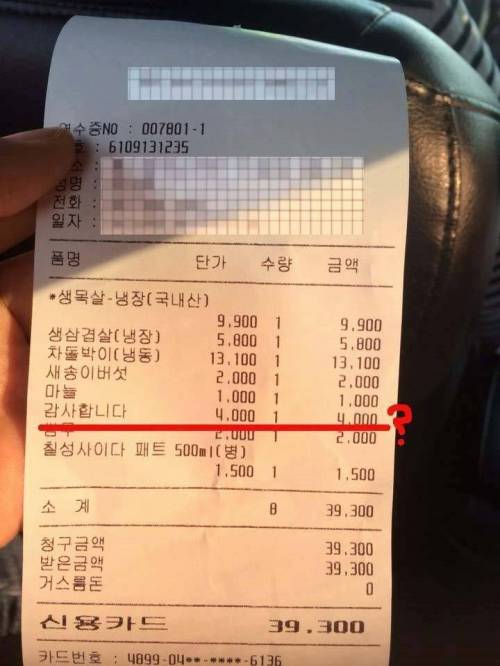 영수증NO : 007801-1
호 : 6109131235
소 :
성명 :
전화 :
일자 :
품명 단가 수량 금액
*생목살-냉장(국내산)
9,900 1 9,900
생삼겹살(냉장) 5,800 1 5,800
차돌박이(냉동) 13,100 1 13,100
새송이버섯 2,000 1 2,000
마늘 1,000 1 1,000
감사합니다 4,000 1 4,000
?
쌈무 2,000 1 2,000
칠성사이다 패트 500ml(병)
1,500 1 1,500
소 계 8 39,300
청구금액 39,300
받은금액 39,300
거스름돈 0
신용카드 39,300
카드번호 : 4899-04**-****-6136